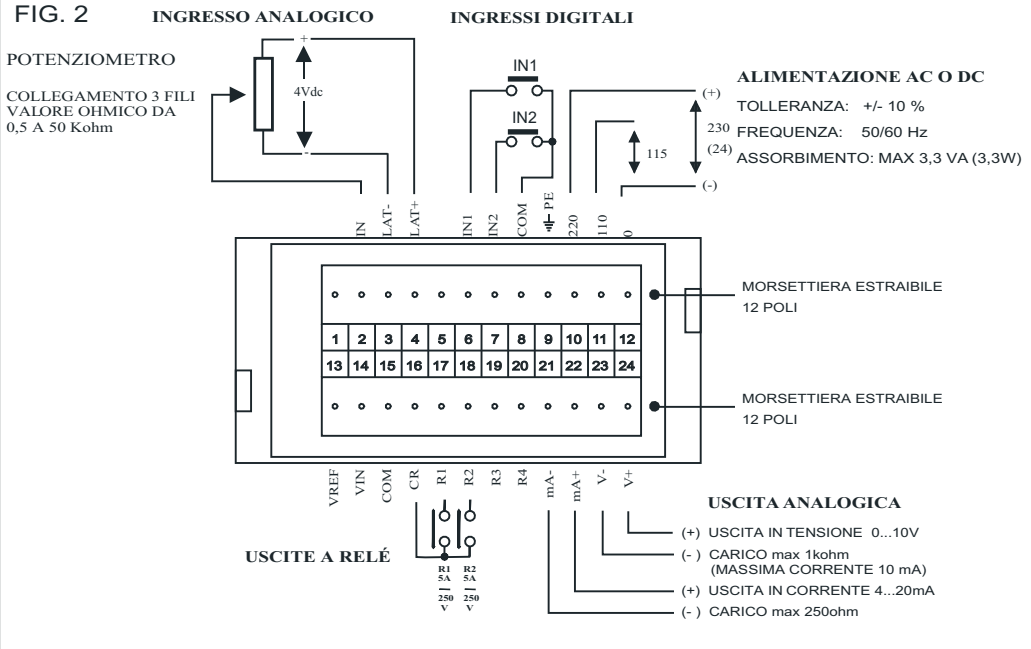 FIG. 2
INGRESSO ANALOGICO
INGRESSI DIGITALI
POTENZIOMETRO
COLLEGAMENTO 3 FILI
VALORE OHMICO DA
0,5 A 50 Kohm
+
4Vdc
-
IN1
IN2
ALIMENTAZIONE AC O DC
(+)
TOLLERANZA: +/- 10 %
230
(24)
FREQUENZA: 50/60 Hz
115
ASSORBIMENTO: MAX 3,3 VA (3,3W)
(-)
IN
LAT-
LAT+
IN1
IN2
COM
PE
220
110
0
MORSETTIERA ESTRAIBILE
12 POLI
1 2 3 4 5 6 7 8 9 10 11 12
13 14 15 16 17 18 19 20 21 22 23 24
MORSETTIERA ESTRAIBILE
12 POLI
VREF
VIN
COM
CR
R1
R2
R3
R4
mA-
mA+
V-
V+
USCITE A RELÉ
R1
5A
250
V
R2
5A
250
V
USCITA ANALOGICA
(+) USCITA IN TENSIONE 0...10V
(-) CARICO max 1kohm
(MASSIMA CORRENTE 10 mA)
(+) USCITA IN CORRENTE 4...20mA
(-) CARICO max 250ohm